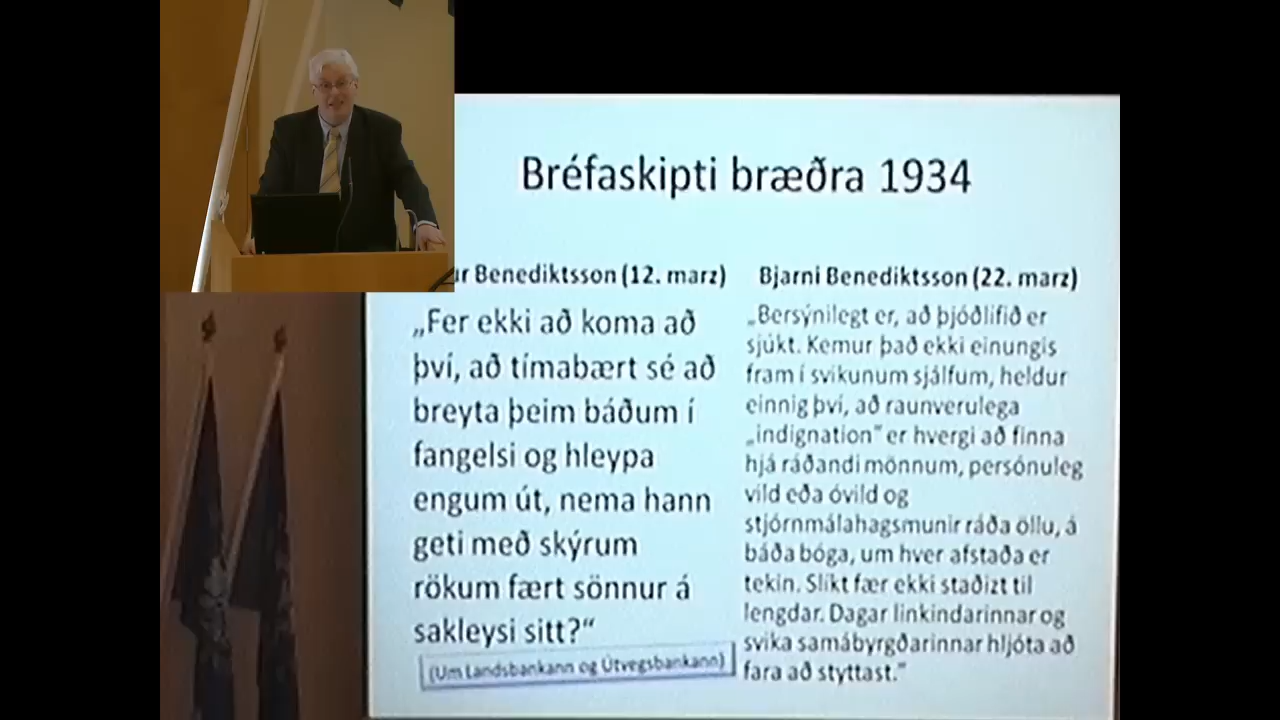 Bréfaskipti bræðra 1934
Benediktsson (12. marz)
„Fer ekki að koma að
því, að tímabært sé að
breyta þeim báðum í
fangelsi og hleypa
engum út, nema hann
geti með skýrum
rökum fært sönnur á
sakleysi sitt?“
(Um Landsbankann og Útvegsbankann)
Bjarni Benediktsson (22. marz)
„Bersýnilegt er, að þjóðlífið er
sjúkt. Kemur það ekki einungis
fram í svikunum sjálfum, heldur
einnig því, að raunverulega
„indignation“ er hvergi að finna
hjá ráðandi mönnum, persónuleg
vild eða óvild og
stjórnmálahagsmunir ráða öllu, á
báða bóga, um hver afstaða er
tekin. Slíkt fær ekki staðizt til
lengdar. Dagar linkindarinnar og
svika samábyrgðarinnar hljóta að
fara að styttast.“